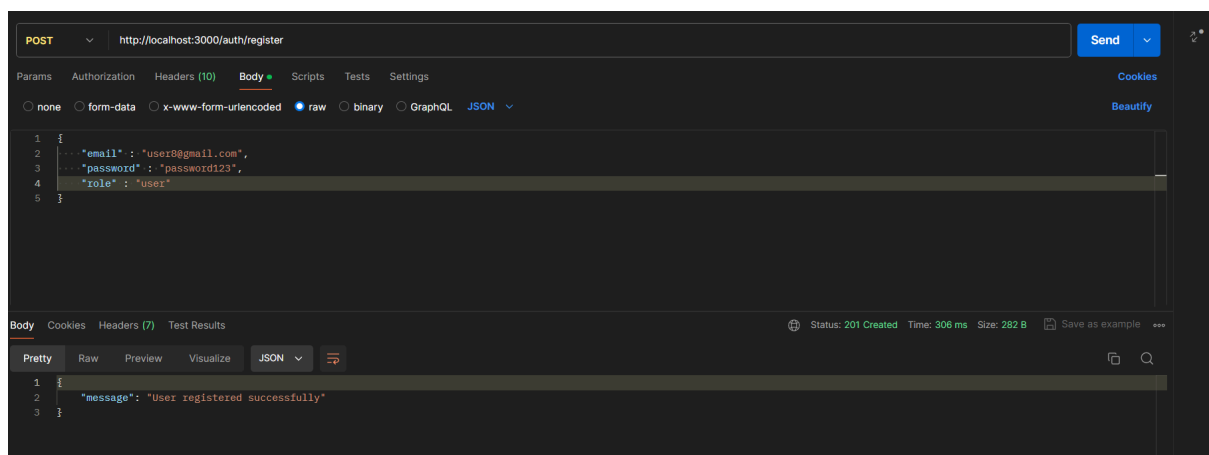 POST http://localhost:3000/auth/register Send
Params Authorization Headers (10) Body Scripts Tests Settings Cookies
none form-data x-www-form-urlencoded raw binary GraphQL JSON Beautify
1 {
2 "email" : "user8@gmail.com",
3 "password" : "password123",
4 "role" : "user"
5 }
Body Cookies Headers (7) Test Results Status: 201 Created Time: 306 ms Size: 282 B Save as example
Pretty Raw Preview Visualize JSON
1 {
2 "message": "User registered successfully"
3 }